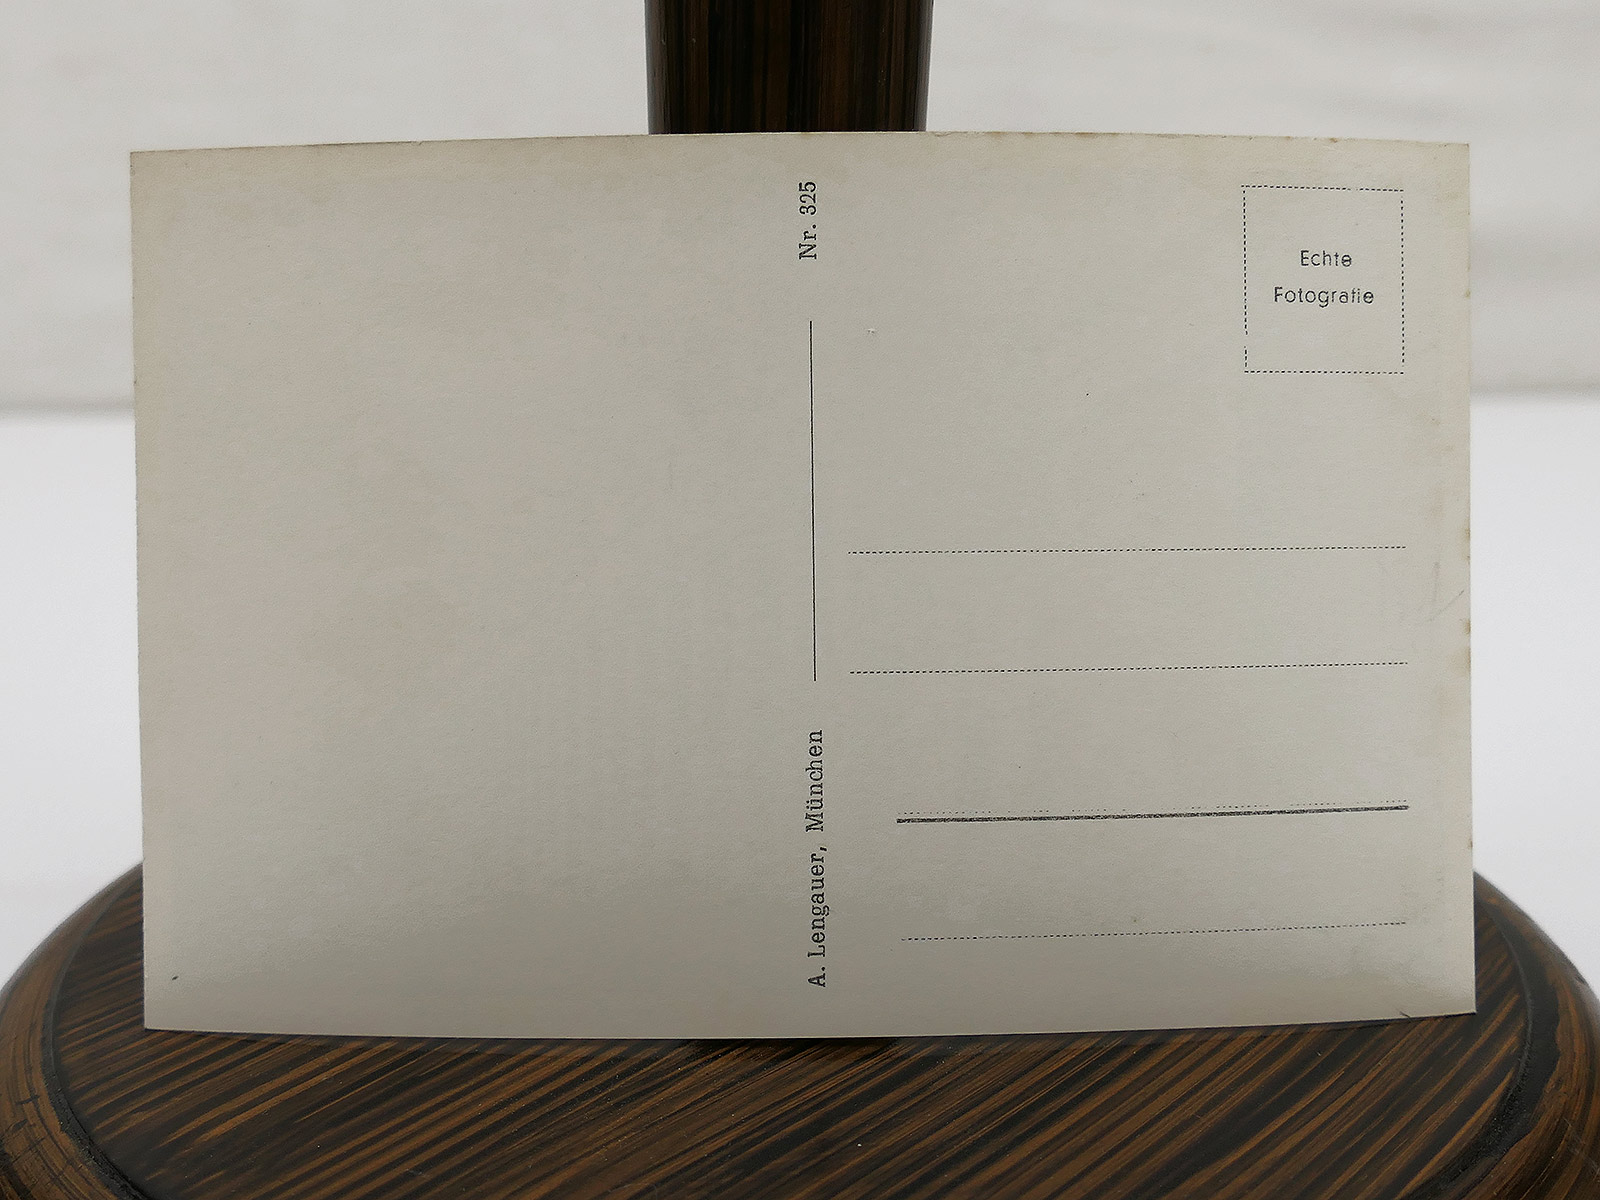 Nr. 325
A. Lengauer, München
Echte
Fotografie